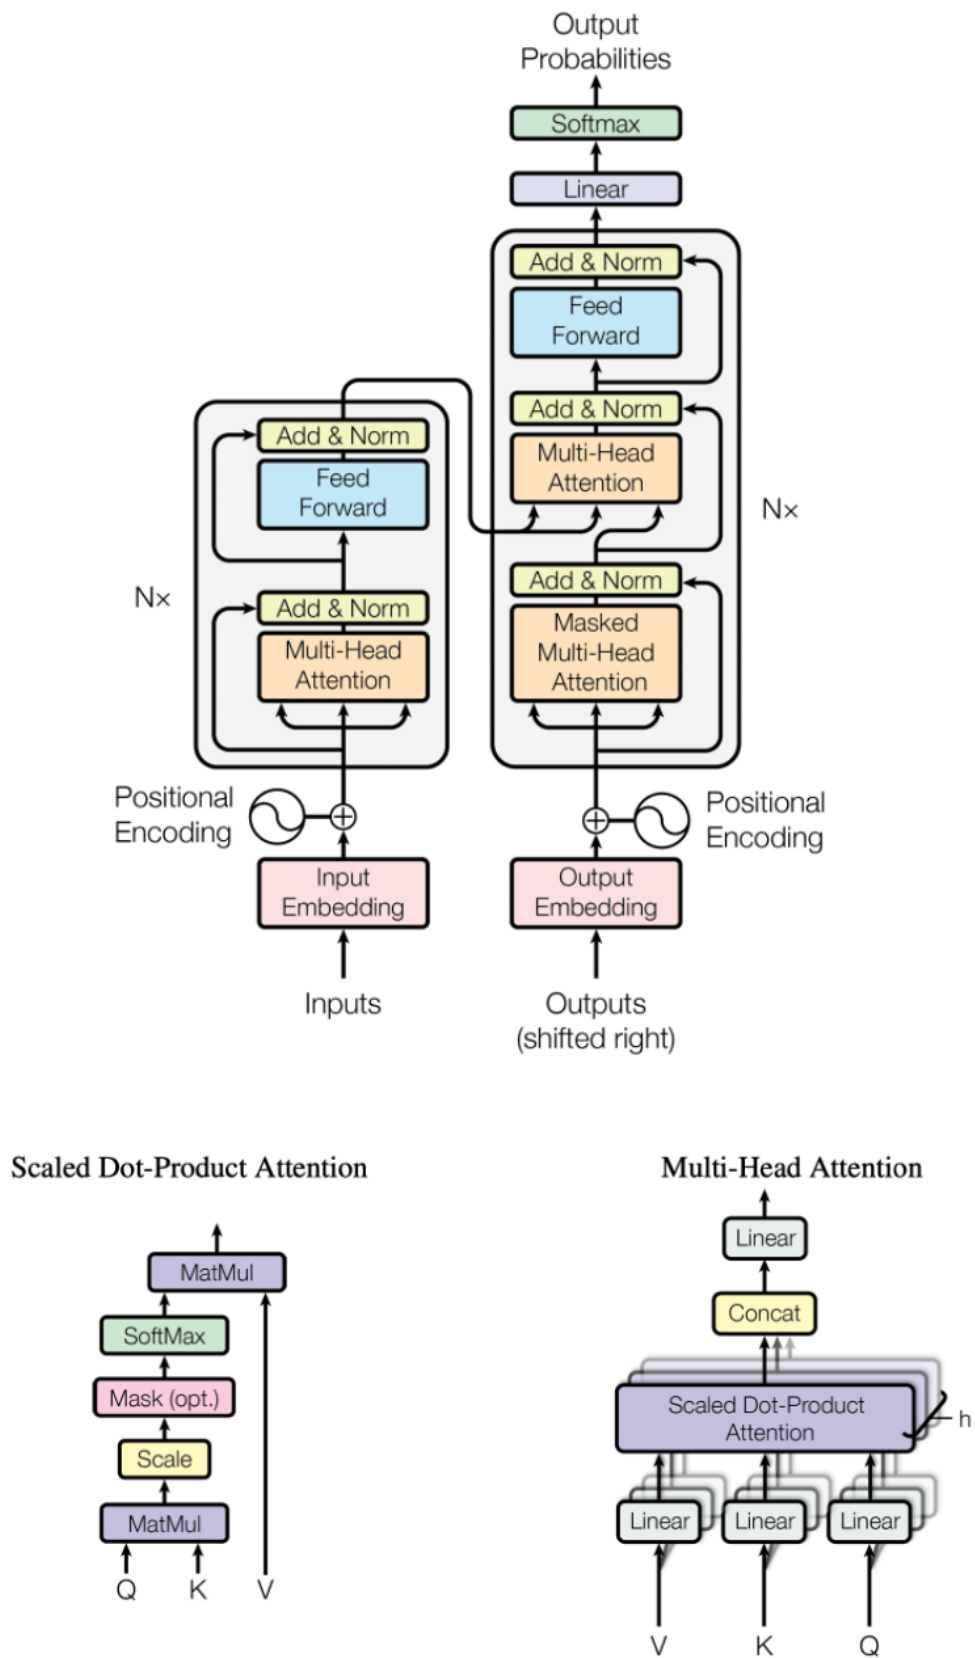 Output
Probabilities
Softmax
Linear
Add & Norm
Feed
Forward
Add & Norm
Multi-Head
Attention
Nx
Add & Norm
Masked
Multi-Head
Attention
Add & Norm
Feed
Forward
Nx
Add & Norm
Multi-Head
Attention
Positional
Encoding
Positional
Encoding
Input
Embedding
Output
Embedding
Inputs
Outputs
(shifted right)
Scaled Dot-Product Attention
MatMul
SoftMax
Mask (opt.)
Scale
MatMul
Q K V
Multi-Head Attention
Linear
Concat
Scaled Dot-Product
Attention
h
Linear Linear Linear
V K Q